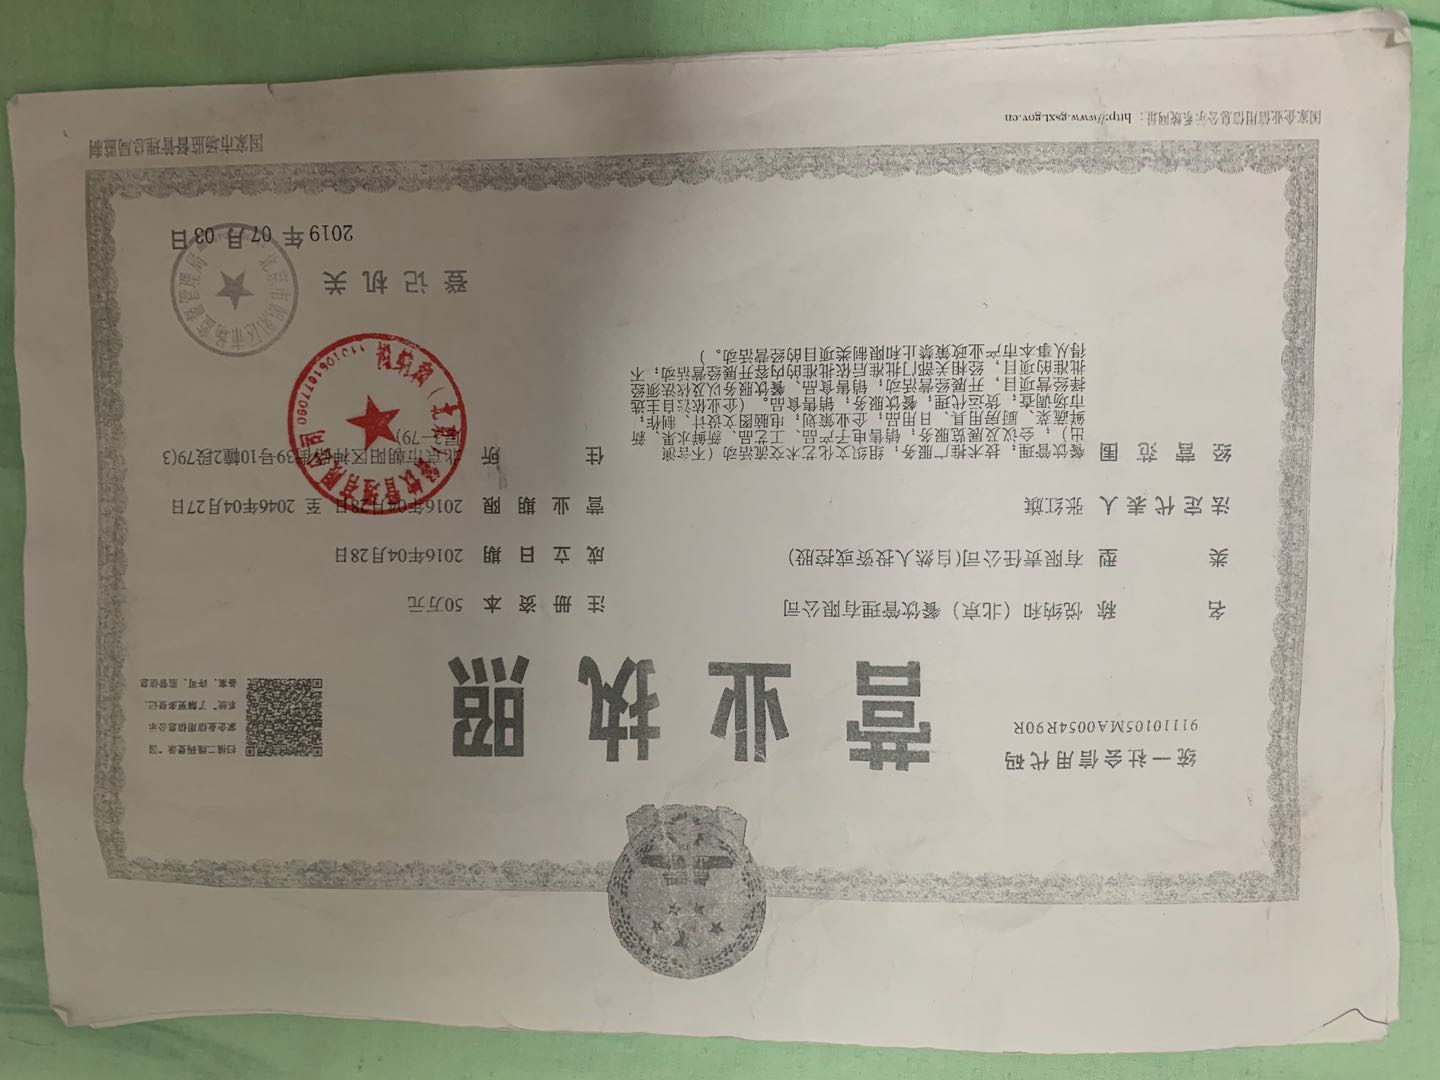 统一社会信用代码
91110105MA0054R90R
营业执照
扫描二维码登录“国
家企业信用信息公示
系统”了解更多登记、
备案、许可、监管信息
名称 悦纳和（北京）餐饮管理有限公司
类型 有限责任公司(自然人投资或控股)
法定代表人 张红旗
经营范围 餐饮管理；技术推广服务；组织文化艺术交流活动（不含演
出）；会议及展览服务；销售电子产品、工艺品、新鲜水果、新
鲜蔬菜、厨房用具、日用品；企业策划；电脑图文设计、制作；
市场调查；货运代理；餐饮服务；销售食品。（企业依法自主选
择经营项目，开展经营活动；销售食品、餐饮服务以及依法须经
批准的项目，经相关部门批准后依批准的内容开展经营活动；不
得从事本市产业政策禁止和限制类项目的经营活动。）
注册资本 50万元
成立日期 2016年04月28日
营业期限 2016年04月28日 至 2046年04月27日
住所 北京市朝阳区神路街39号10幢2段79(3
层3—79)
悦纳和（北京）餐饮管理有限公司
1101061677090
登记机关
北京市朝阳区市场监督管理局
2019年07月03日
国家企业信用信息公示系统网址：http://www.gsxt.gov.cn
国家市场监督管理总局监制